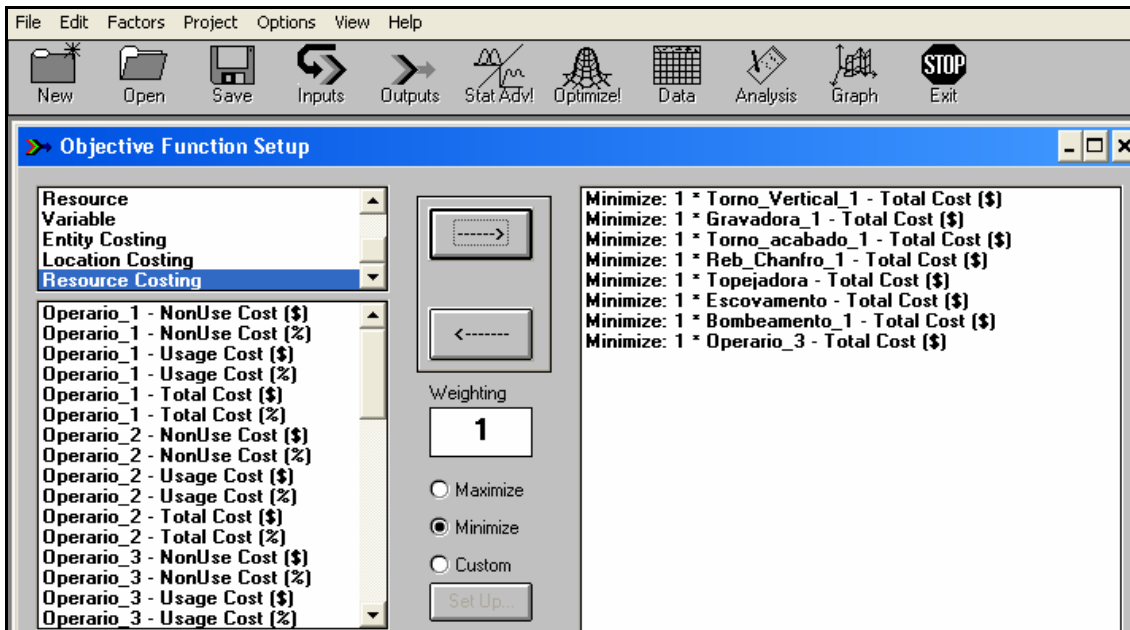 File Edit Factors Project Options View Help
New Open Save Inputs Outputs Stat Adv! Optimize! Data Analysis Graph STOP Exit
Objective Function Setup
Resource
Variable
Entity Costing
Location Costing
Resource Costing
Operario_1 - NonUse Cost ($)
Operario_1 - NonUse Cost (%)
Operario_1 - Usage Cost ($)
Operario_1 - Usage Cost (%)
Operario_1 - Total Cost ($)
Operario_1 - Total Cost (%)
Operario_2 - NonUse Cost ($)
Operario_2 - NonUse Cost (%)
Operario_2 - Usage Cost ($)
Operario_2 - Usage Cost (%)
Operario_2 - Total Cost ($)
Operario_2 - Total Cost (%)
Operario_3 - NonUse Cost ($)
Operario_3 - NonUse Cost (%)
Operario_3 - Usage Cost ($)
Operario_3 - Usage Cost (%)
------>
<-------
Weighting
1
Maximize
Minimize
Custom
Set Up...
Minimize: 1 * Torno_Vertical_1 - Total Cost ($)
Minimize: 1 * Gravadora_1 - Total Cost ($)
Minimize: 1 * Torno_acabado_1 - Total Cost ($)
Minimize: 1 * Reb_Chanfro_1 - Total Cost ($)
Minimize: 1 * Topejadora - Total Cost ($)
Minimize: 1 * Escovamento - Total Cost ($)
Minimize: 1 * Bombeamento_1 - Total Cost ($)
Minimize: 1 * Operario_3 - Total Cost ($)